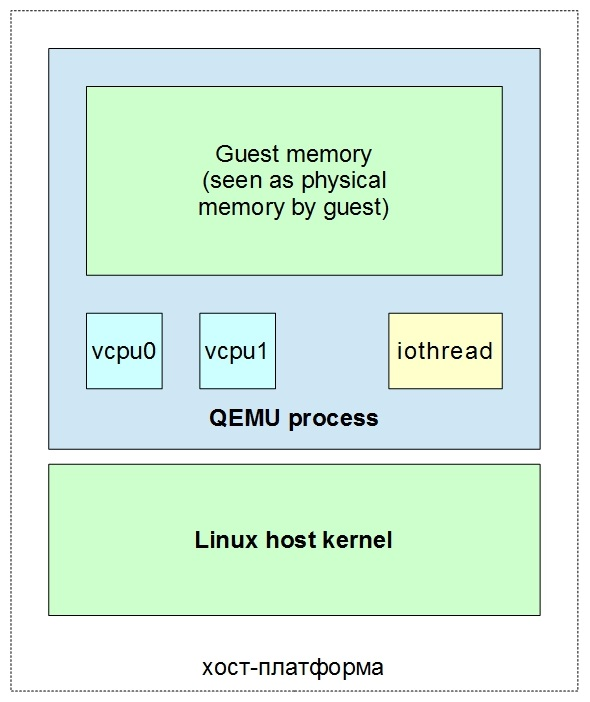 Guest memory
(seen as physical
memory by guest)
vcpu0 vcpu1 iothread
QEMU process
Linux host kernel
хост-платформа